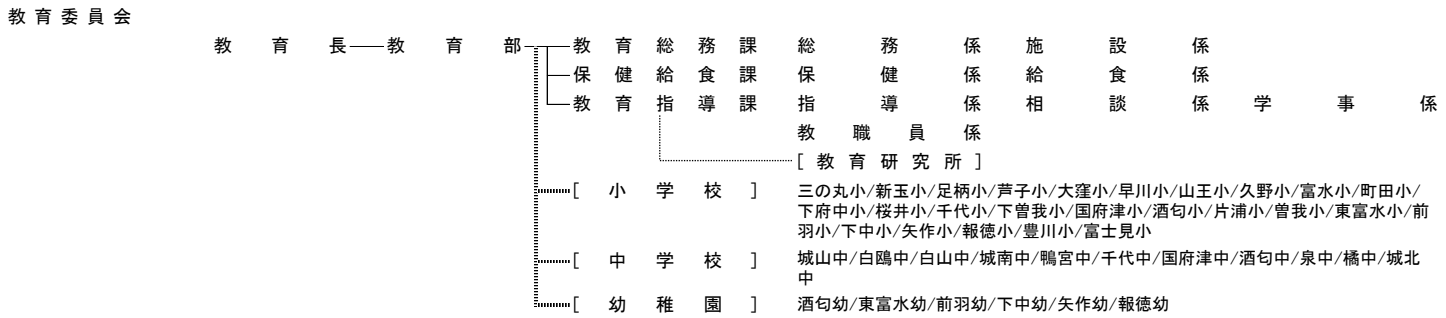 教育委員会
教育長 教育部 教育総務課 総務係 施設係
保健給食課 保健係 給食係
教育指導課 指導係 相談係 学事係
教職員係
[教育研究所]
[小学校] 三の丸小/新玉小/足柄小/芦子小/大窪小/早川小/山王小/久野小/富水小/町田小/
下府中小/桜井小/千代小/下曽我小/国府津小/酒匂小/片浦小/曽我小/東富水小/前
羽小/下中小/矢作小/報徳小/豊川小/富士見小
[中学校] 城山中/白鴎中/白山中/城南中/鴨宮中/千代中/国府津中/酒匂中/泉中/橘中/城北
中
[幼稚園] 酒匂幼/東富水幼/前羽幼/下中幼/矢作幼/報徳幼